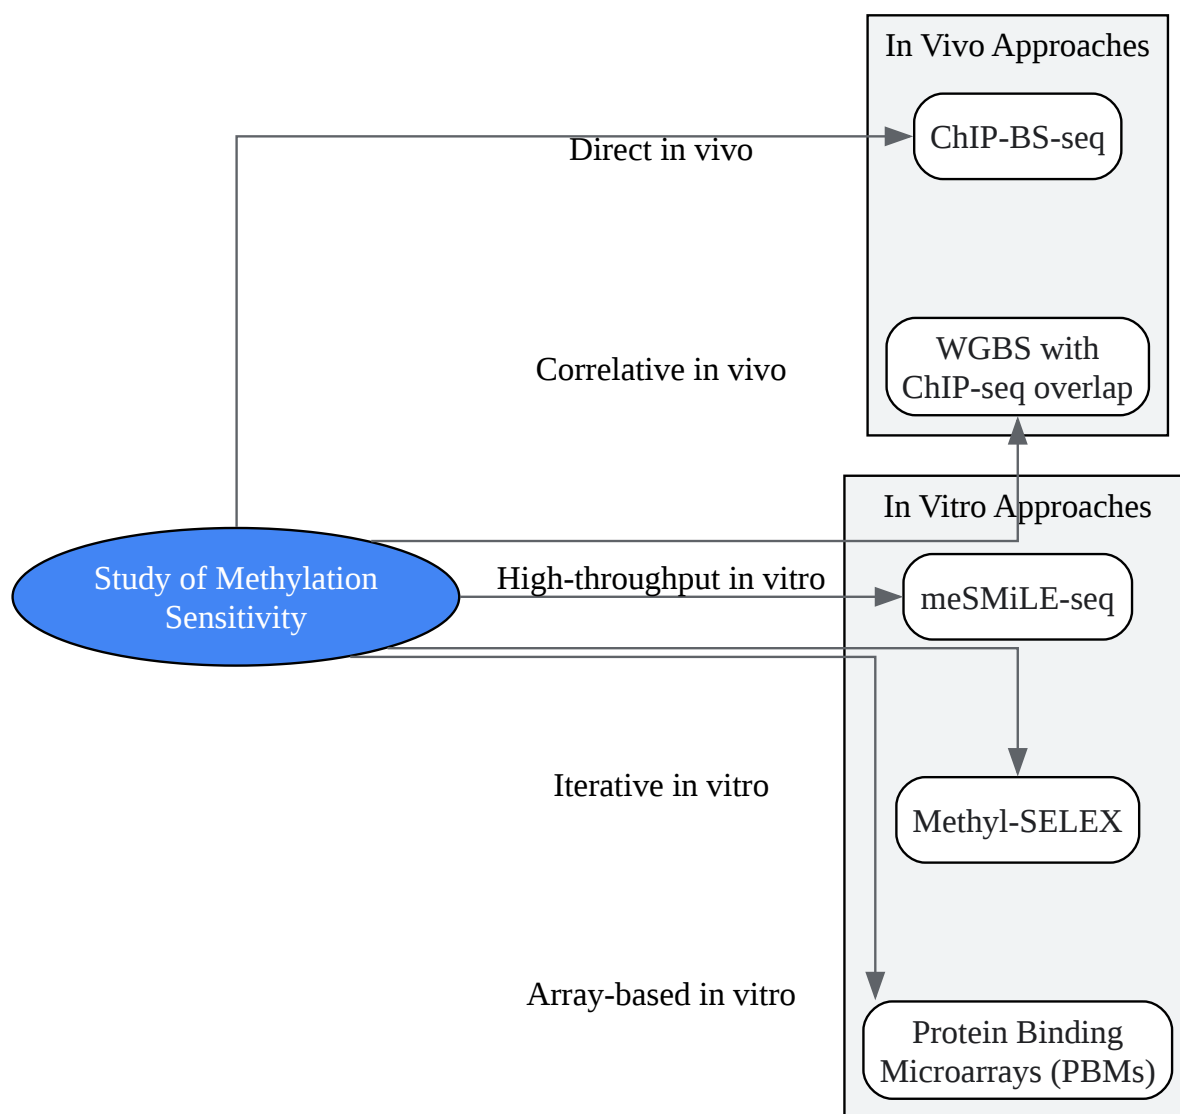 In Vivo Approaches
ChIP-BS-seq
Direct in vivo
WGBS with
ChIP-seq overlap
Correlative in vivo
In Vitro Approaches
Study of Methylation
Sensitivity
High-throughput in vitro
meSMiLE-seq
Iterative in vitro
Methyl-SELEX
Array-based in vitro
Protein Binding
Microarrays (PBMs)